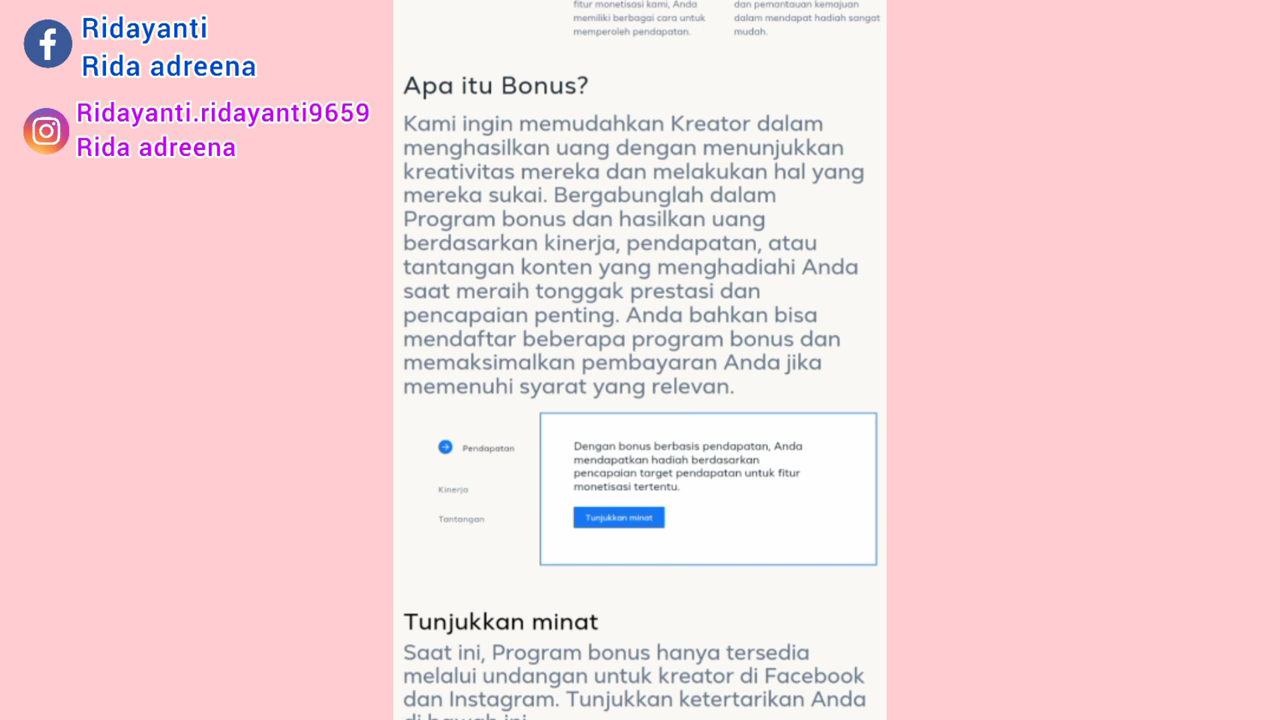 Ridayanti
Rida adreena
Ridayanti.ridayanti9659
Rida adreena
fitur monetisasi kami, Anda
memiliki berbagai cara untuk
memperoleh pendapatan.
dan pemantauan kemajuan
dalam mendapat hadiah sangat
mudah.
Apa itu Bonus?
Kami ingin memudahkan Kreator dalam
menghasilkan uang dengan menunjukkan
kreativitas mereka dan melakukan hal yang
mereka sukai. Bergabunglah dalam
Program bonus dan hasilkan uang
berdasarkan kinerja, pendapatan, atau
tantangan konten yang menghadiahi Anda
saat meraih tonggak prestasi dan
pencapaian penting. Anda bahkan bisa
mendaftar beberapa program bonus dan
memaksimalkan pembayaran Anda jika
memenuhi syarat yang relevan.
Pendapatan
Kinerja
Tantangan
Dengan bonus berbasis pendapatan, Anda
mendapatkan hadiah berdasarkan
pencapaian target pendapatan untuk fitur
monetisasi tertentu.
Tunjukkan minat
Tunjukkan minat
Saat ini, Program bonus hanya tersedia
melalui undangan untuk kreator di Facebook
dan Instagram. Tunjukkan ketertarikan Anda
di bawah ini.